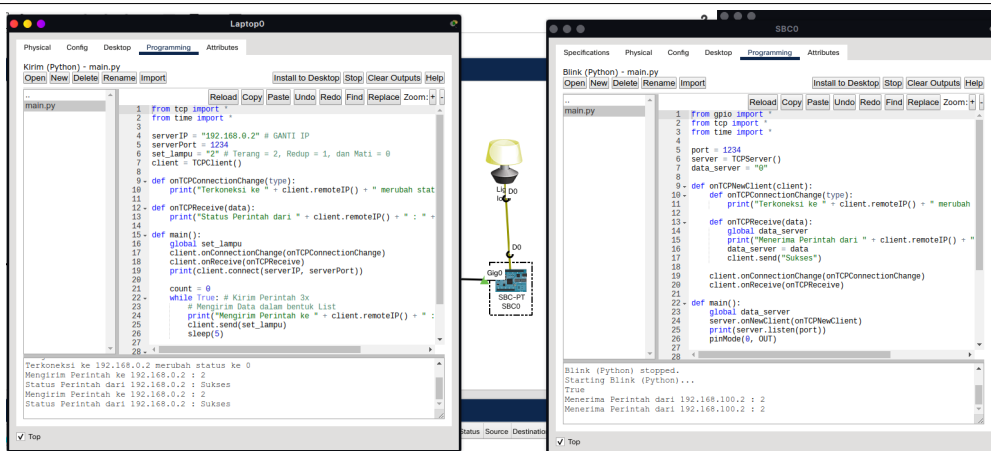 Laptop0
Physical Config Desktop Programming Attributes
Kirim (Python) - main.py
Open New Delete Rename Import Install to Desktop Stop Clear Outputs Help
..
main.py
Reload Copy Paste Undo Redo Find Replace Zoom: + -
1 from tcp import *
2 from time import *
3
4 serverIP = "192.168.0.2" # GANTI IP
5 serverPort = 1234
6 set_lampu = "2" # Terang = 2, Redup = 1, dan Mati = 0
7 client = TCPClient()
8
9 def onTCPConnectionChange(type):
10 print("Terkoneksi ke " + client.remoteIP() + " merubah stat
11
12 def onTCPReceive(data):
13 print("Status Perintah dari " + client.remoteIP() + " : " +
14
15 def main():
16 global set_lampu
17 client.onConnectionChange(onTCPConnectionChange)
18 client.onReceive(onTCPReceive)
19 print(client.connect(serverIP, serverPort))
20
21 count = 0
22 while True: # Kirim Perintah 3x
23 # Mengirim Data dalam bentuk List
24 print("Mengirim Perintah ke " + client.remoteIP() + " :
25 client.send(set_lampu)
26 sleep(5)
27
28
Terkoneksi ke 192.168.0.2 merubah status ke 0
Mengirim Perintah ke 192.168.0.2 : 2
Status Perintah dari 192.168.0.2 : Sukses
Mengirim Perintah ke 192.168.0.2 : 2
Status Perintah dari 192.168.0.2 : Sukses
Top
D0
D0
Gig0
SBC-PT
SBC0
Status Source Destinatio
SBC0
Specifications Physical Config Desktop Programming Attributes
Blink (Python) - main.py
Open New Delete Rename Import Install to Desktop Stop Clear Outputs Help
..
main.py
Reload Copy Paste Undo Redo Find Replace Zoom: + -
1 from gpio import *
2 from tcp import *
3 from time import *
4
5 port = 1234
6 server = TCPServer()
7 data_server = "0"
8
9 def onTCPNewClient(client):
10 def onTCPConnectionChange(type):
11 print("Terkoneksi ke " + client.remoteIP() + " merubah
12
13 def onTCPReceive(data):
14 global data_server
15 print("Menerima Perintah dari " + client.remoteIP() + "
16 data_server = data
17 client.send("Sukses")
18
19 client.onConnectionChange(onTCPConnectionChange)
20 client.onReceive(onTCPReceive)
21
22 def main():
23 global data_server
24 server.onNewClient(onTCPNewClient)
25 print(server.listen(port))
26 pinMode(0, OUT)
27
28
Blink (Python) stopped.
Starting Blink (Python)...
True
Menerima Perintah dari 192.168.100.2 : 2
Menerima Perintah dari 192.168.100.2 : 2
Top